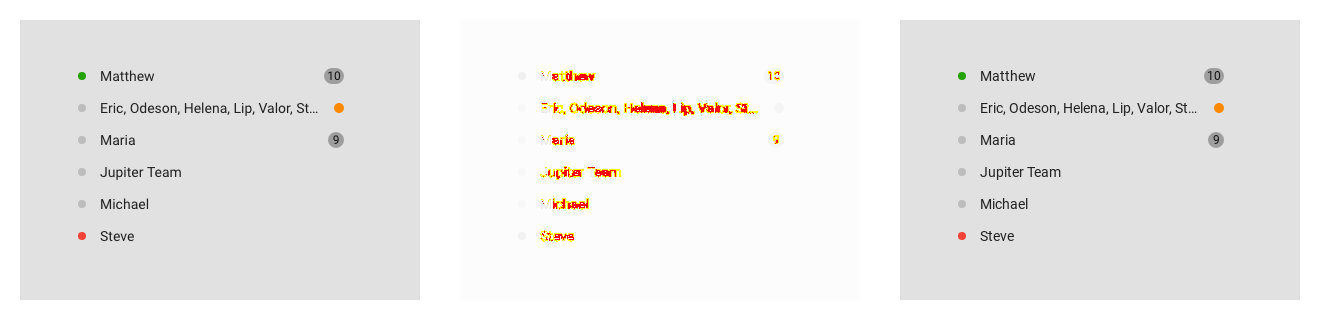 Matthew 10
Eric, Odeson, Helena, Lip, Valor, St...
Maria 9
Jupiter Team
Michael
Steve
Matthew 10
Eric, Odeson, Helena, Lip, Valor, St...
Maria 9
Jupiter Team
Michael
Steve
Matthew 10
Eric, Odeson, Helena, Lip, Valor, St...
Maria 9
Jupiter Team
Michael
Steve